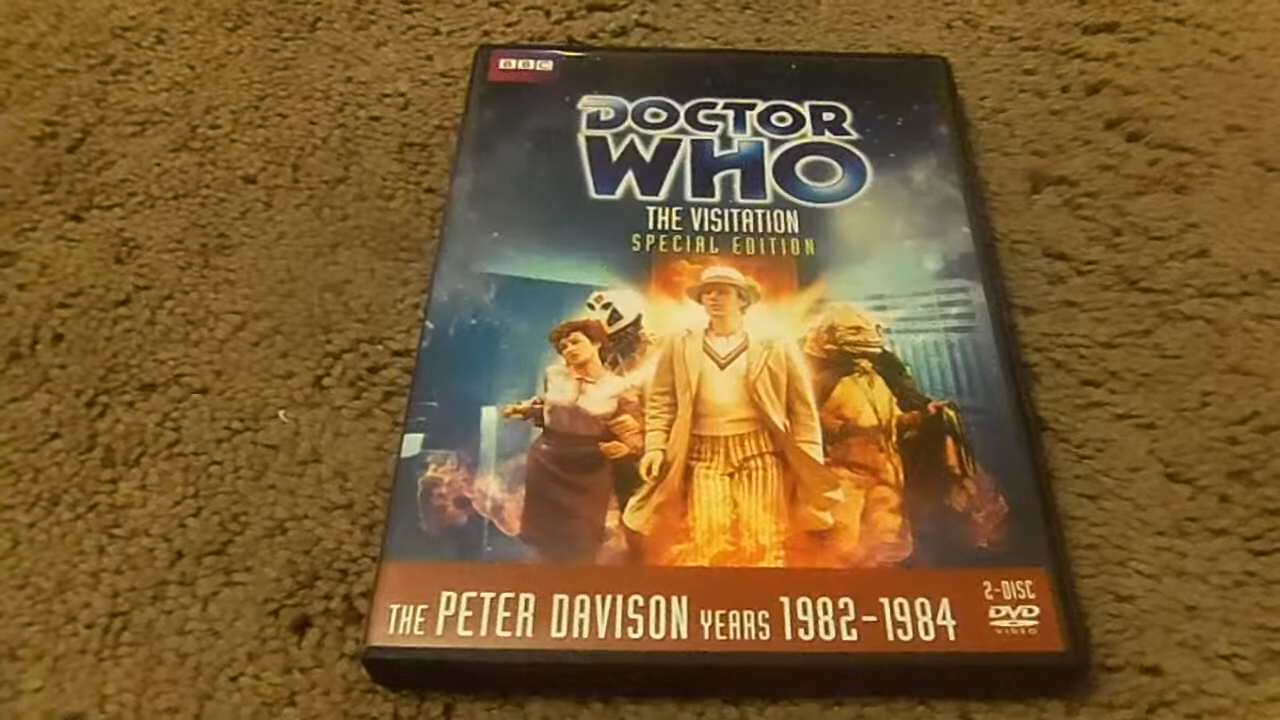 BBC
DOCTOR
WHO
THE VISITATION
SPECIAL EDITION
2-DISC
THE PETER DAVISON YEARS 1982-1984
DVD
VIDEO